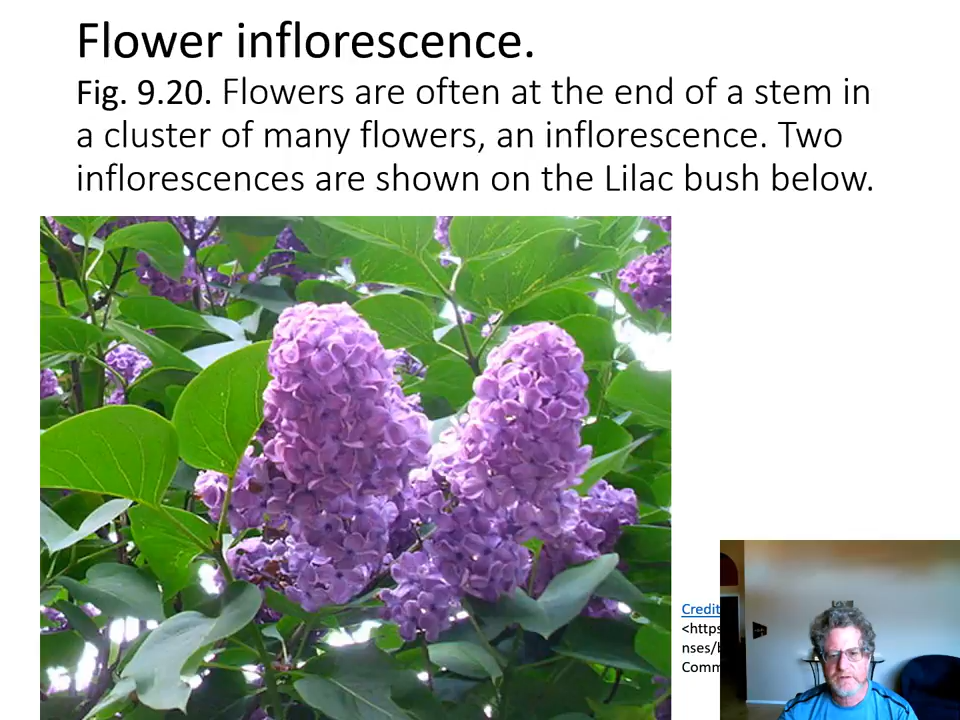 Flower inflorescence.
Fig. 9.20. Flowers are often at the end of a stem in
a cluster of many flowers, an inflorescence. Two
inflorescences are shown on the Lilac bush below.
Credit
<https
nses/
Comm